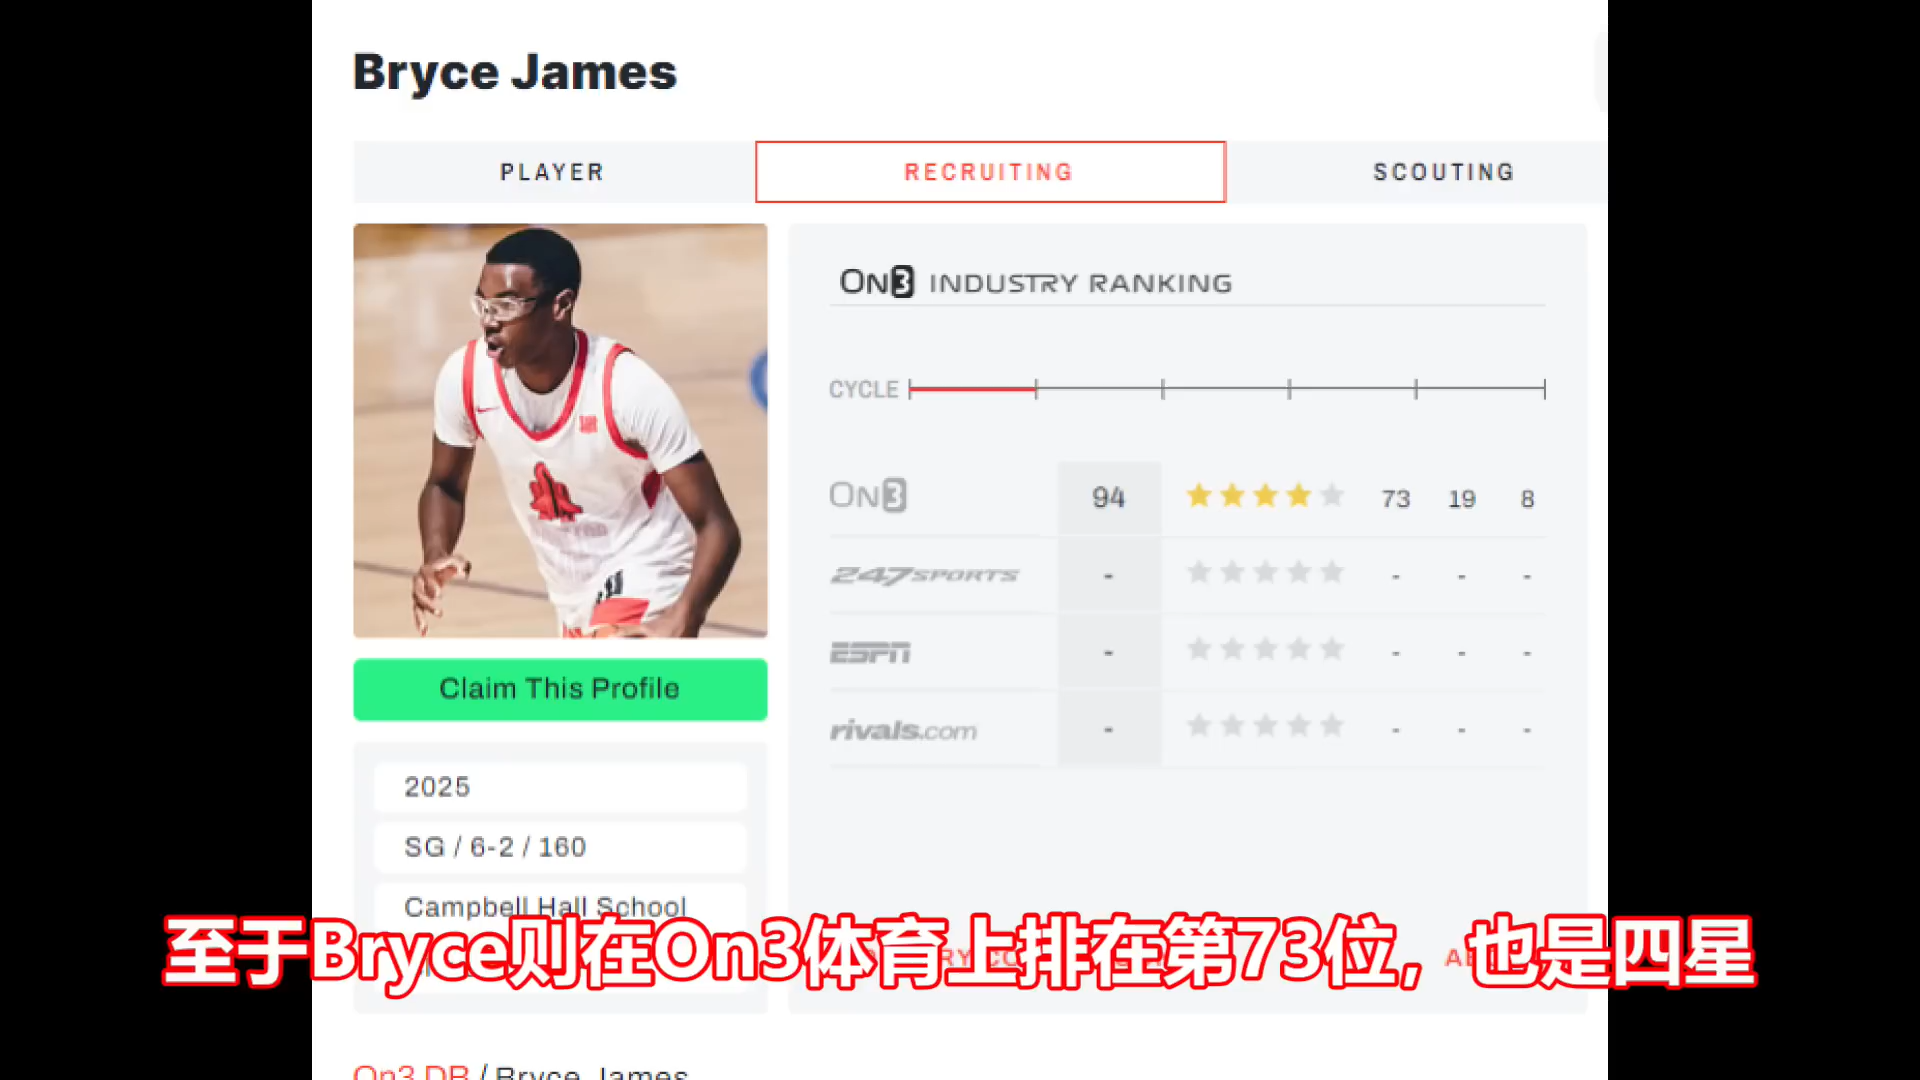 Bryce James
PLAYER
RECRUITING
SCOUTING
On3 INDUSTRY RANKING
CYCLE
On3 94 73 19 8
247SPORTS - - - -
ESPN - - - -
rivals.com - - - -
Claim This Profile
2025
SG / 6-2 / 160
Campbell Hall School
至于Bryce则在On3体育上排在第73位，也是四星
On3 DB / Bryce James